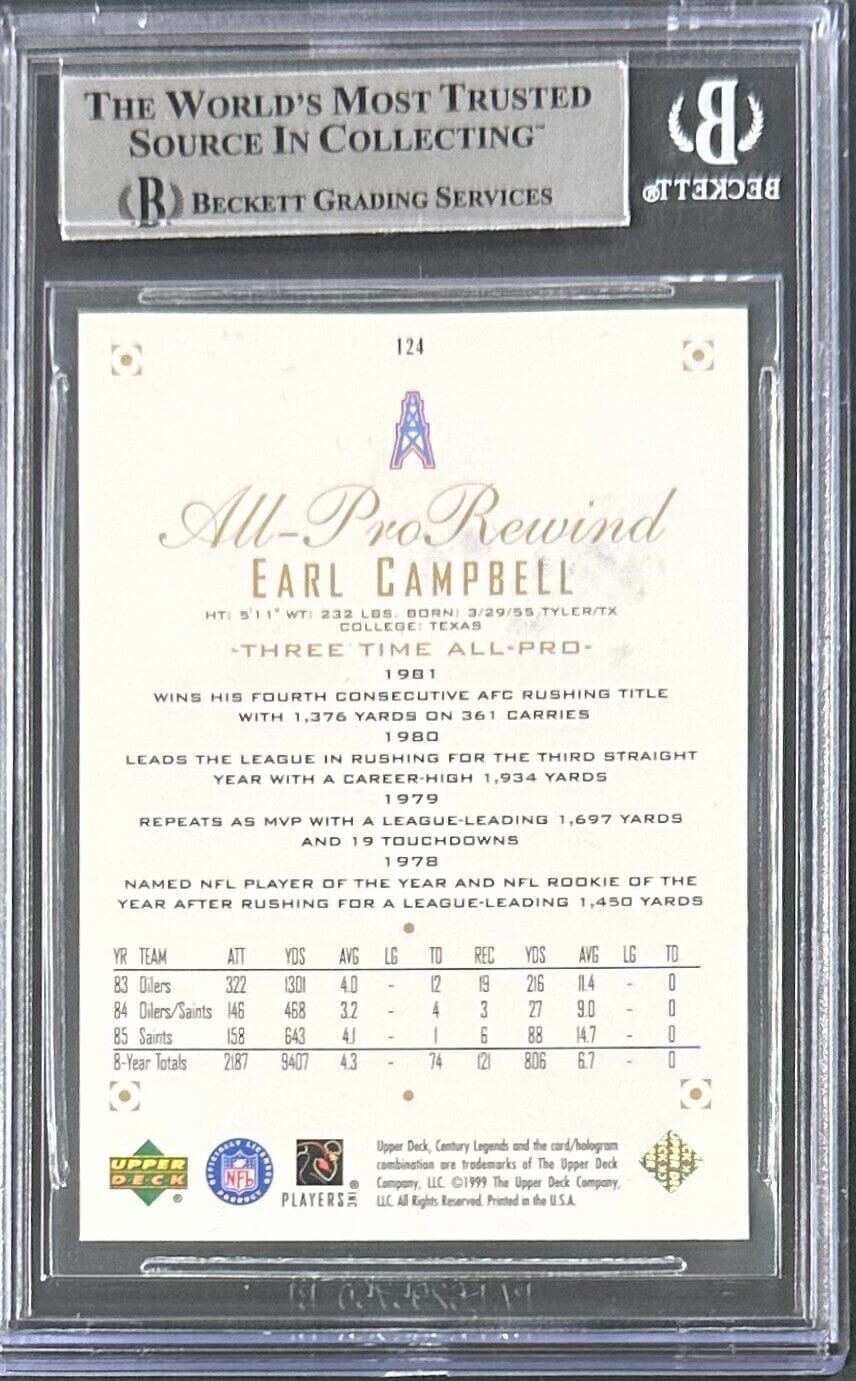 THE WORLD'S MOST TRUSTED
SOURCE IN COLLECTING™
B BECKETT GRADING SERVICES
B
BECKETT®
124
All-Pro Rewind
EARL CAMPBELL
HT: 5'11" WT: 232 LBS. BORN: 3/29/55, TYLER/TX
COLLEGE: TEXAS
-THREE TIME ALL-PRO-
1981
WINS HIS FOURTH CONSECUTIVE AFC RUSHING TITLE
WITH 1,376 YARDS ON 361 CARRIES
1980
LEADS THE LEAGUE IN RUSHING FOR THE THIRD STRAIGHT
YEAR WITH A CAREER-HIGH 1,934 YARDS
1979
REPEATS AS MVP WITH A LEAGUE-LEADING 1,697 YARDS
AND 19 TOUCHDOWNS
1978
NAMED NFL PLAYER OF THE YEAR AND NFL ROOKIE OF THE
YEAR AFTER RUSHING FOR A LEAGUE-LEADING 1,450 YARDS
YR TEAM ATT YDS AVG LG TD REC YDS AVG LG TD
83 Oilers 322 1301 4.0 - 12 19 216 11.4 - 0
84 Oilers/Saints 146 468 3.2 - 4 3 27 9.0 - 0
85 Saints 158 643 4.1 - 1 6 88 14.7 - 0
8-Year Totals 2187 9407 4.3 - 74 121 806 6.7 - 0
UPPER
DECK®
OFFICIALLY LICENSED
NFL
PRODUCT
PLAYERS INC®
Upper Deck, Century Legends and the card/hologram
combination are trademarks of The Upper Deck
Company, LLC. ©1999 The Upper Deck Company,
LLC. All Rights Reserved. Printed in the U.S.A.